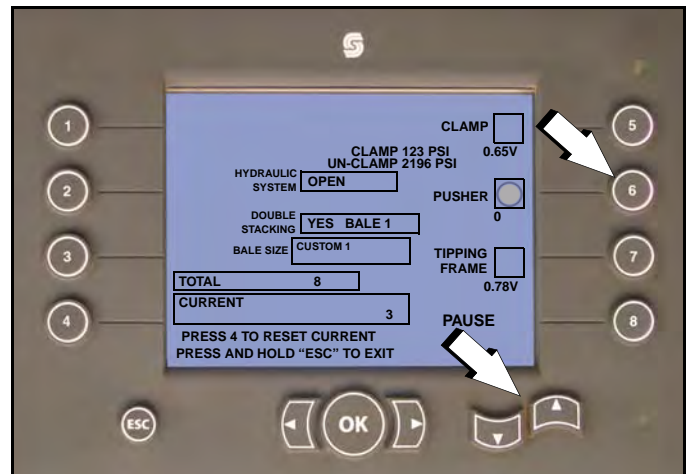 CLAMP
0.65V
CLAMP 123 PSI
UN-CLAMP 2196 PSI
HYDRAULIC
SYSTEM
OPEN
PUSHER
0
DOUBLE
STACKING
YES BALE 1
BALE SIZE
CUSTOM 1
TIPPING
FRAME
0.78V
TOTAL 8
CURRENT
3
PAUSE
PRESS 4 TO RESET CURRENT
PRESS AND HOLD “ESC” TO EXIT
1
2
3
4
5
6
7
8
ESC
OK